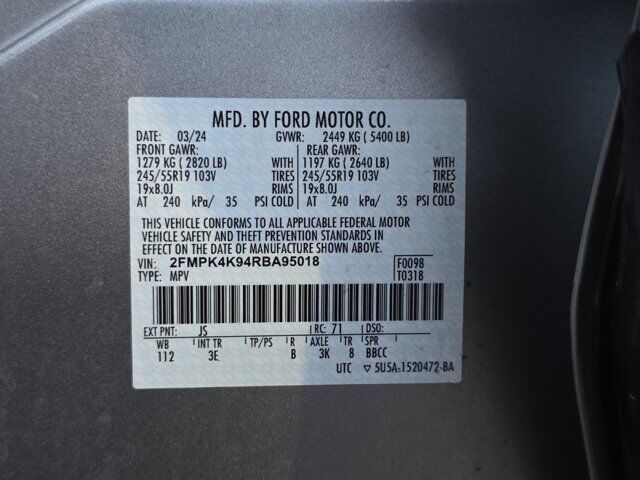 MFD. BY FORD MOTOR CO.
DATE: 03/24 GVWR: 2449 KG ( 5400 LB)
FRONT GAWR: REAR GAWR:
1279 KG ( 2820 LB) WITH 1197 KG ( 2640 LB) WITH
245/55R19 103V TIRES 245/55R19 103V TIRES
19x8.0J RIMS 19x8.0J RIMS
AT 240 kPa/ 35 PSI COLD AT 240 kPa/ 35 PSI COLD
THIS VEHICLE CONFORMS TO ALL APPLICABLE FEDERAL MOTOR
VEHICLE SAFETY AND THEFT PREVENTION STANDARDS IN
EFFECT ON THE DATE OF MANUFACTURE SHOWN ABOVE.
VIN: 2FMPK4K94RBA95018 F0098
TYPE: MPV T0318
EXT PNT: JS RC: 71 DSO:
WB INT TR TP/PS R AXLE TR SPR
112 3E B 3K 8 BBCC
UTC ▽ 5U5A-1520472-BA